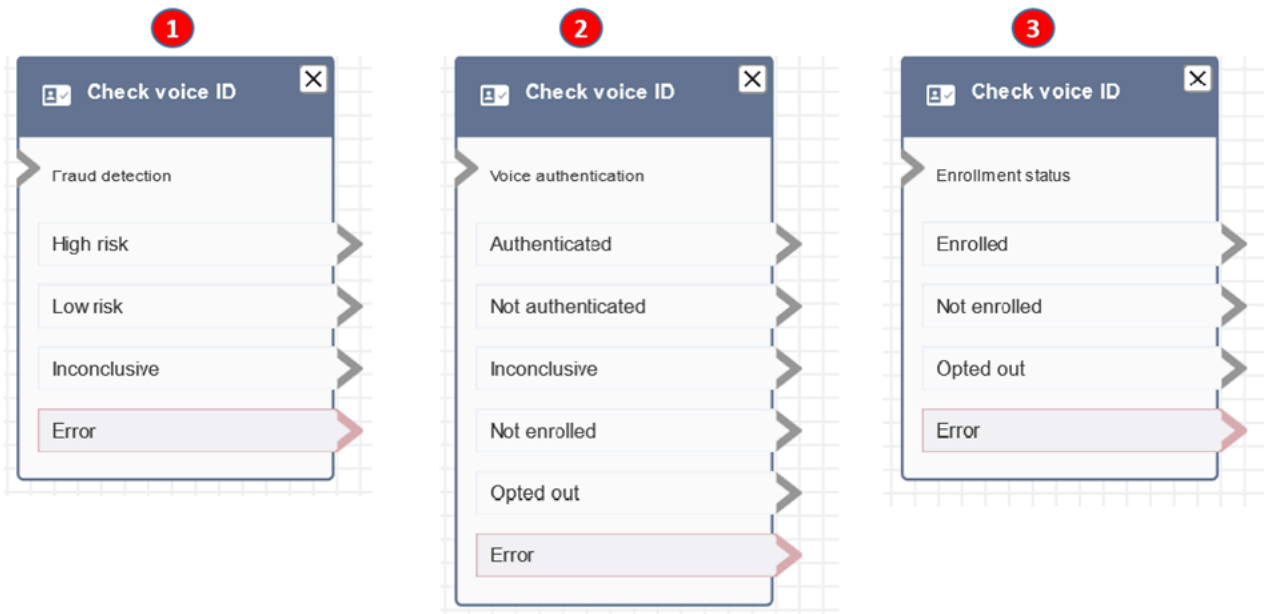 1
Check voice ID
Fraud detection
High risk
Low risk
Inconclusive
Error
2
Check voice ID
Voice authentication
Authenticated
Not authenticated
Inconclusive
Not enrolled
Opted out
Error
3
Check voice ID
Enrollment status
Enrolled
Not enrolled
Opted out
Error